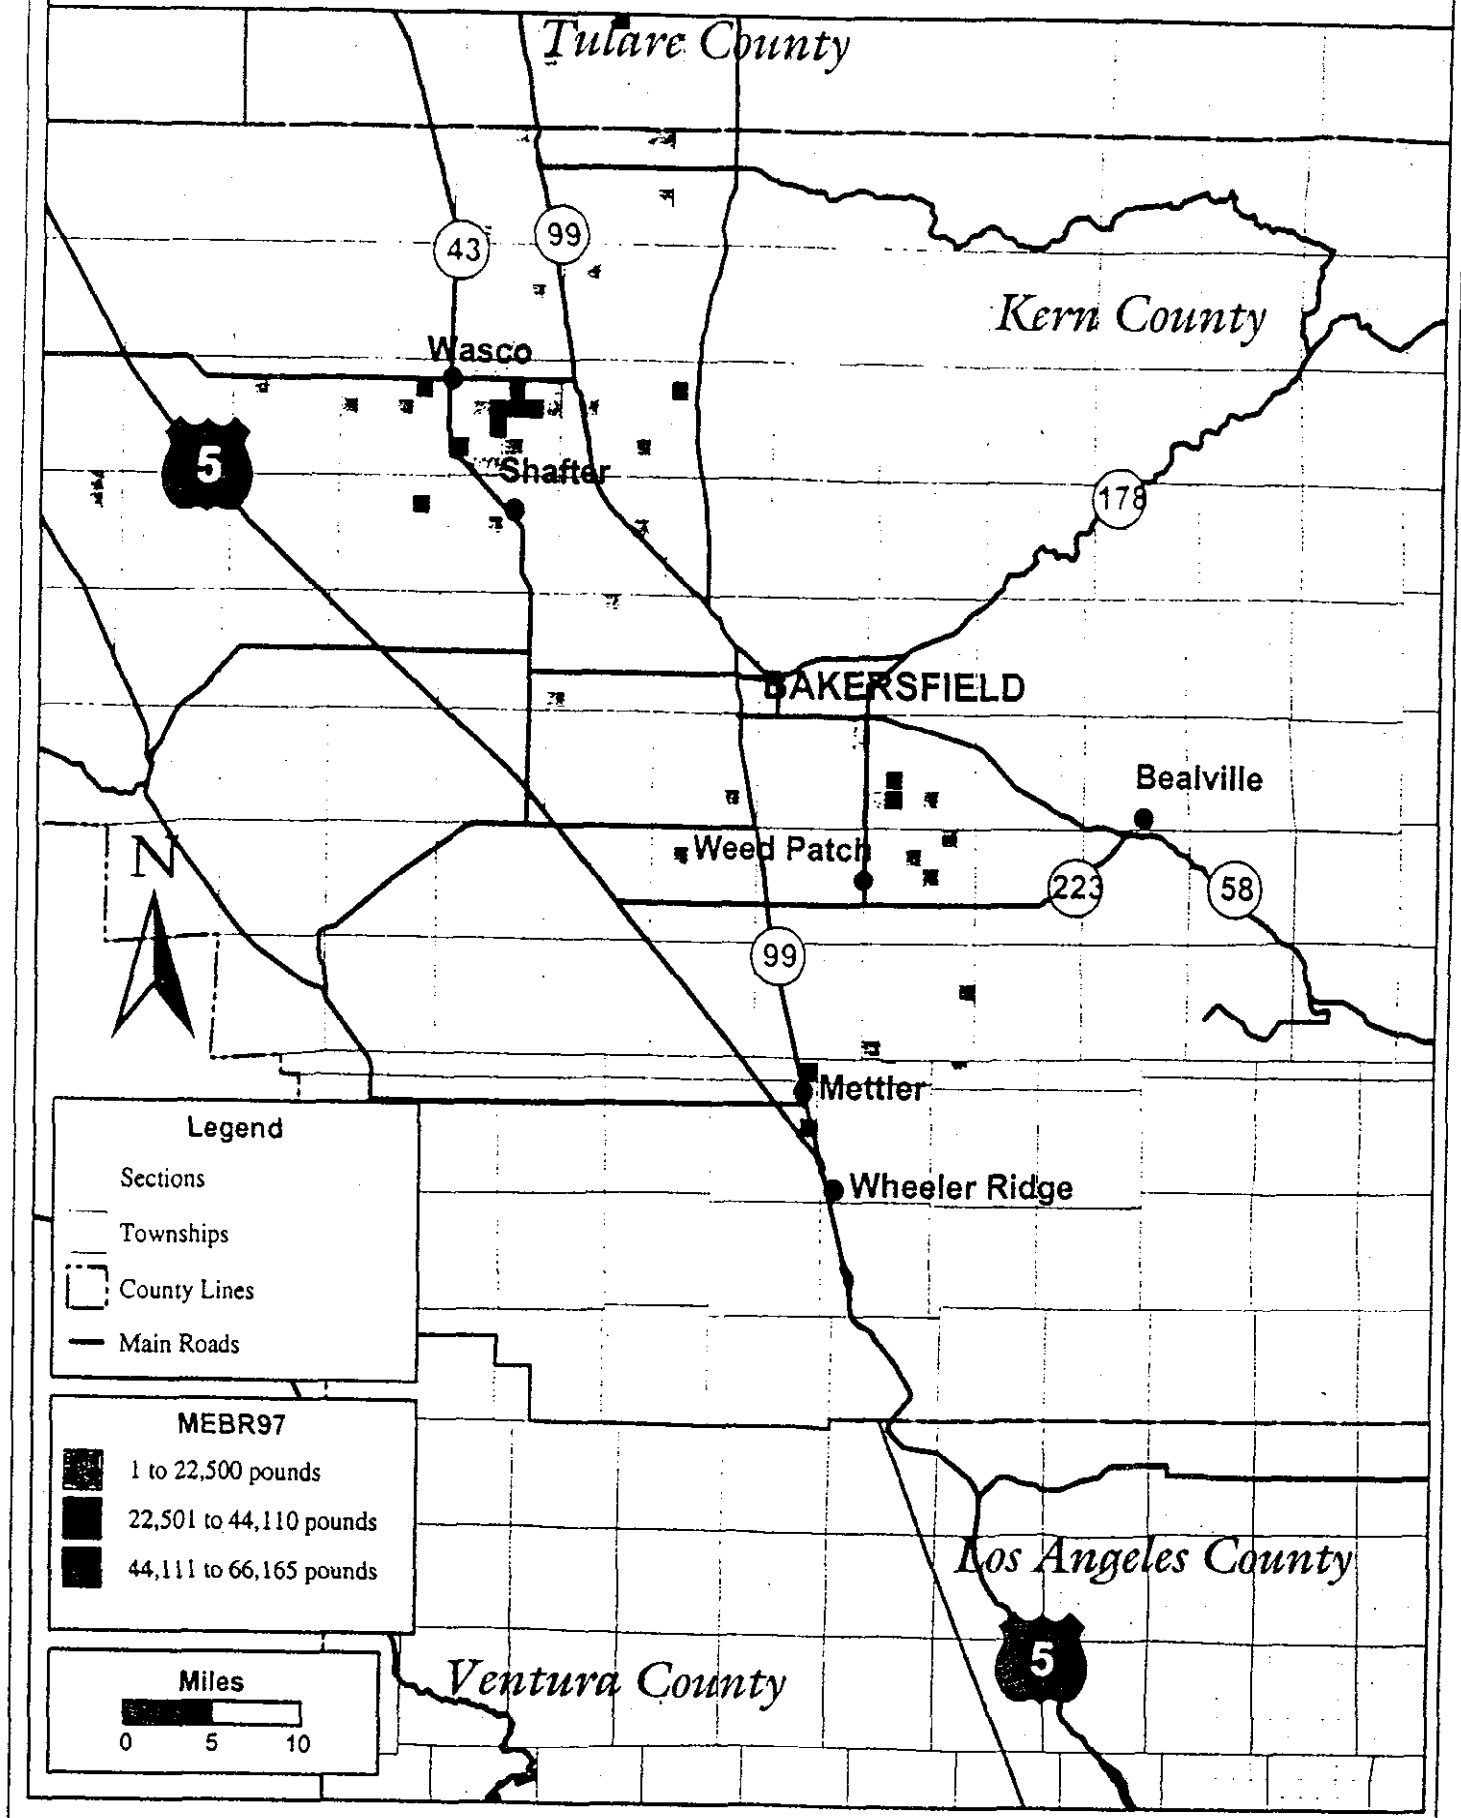 Tulare County
99
43
Kern County
Wasco
5
Shafter
178
BAKERSFIELD
Bealville
N
Weed Patch
223
58
99
Mettler
Wheeler Ridge
Legend
Sections
Townships
County Lines
Main Roads
MEBR97
1 to 22,500 pounds
22,501 to 44,110 pounds
44,111 to 66,165 pounds
Los Angeles County
5
Ventura County
Miles
0 5 10